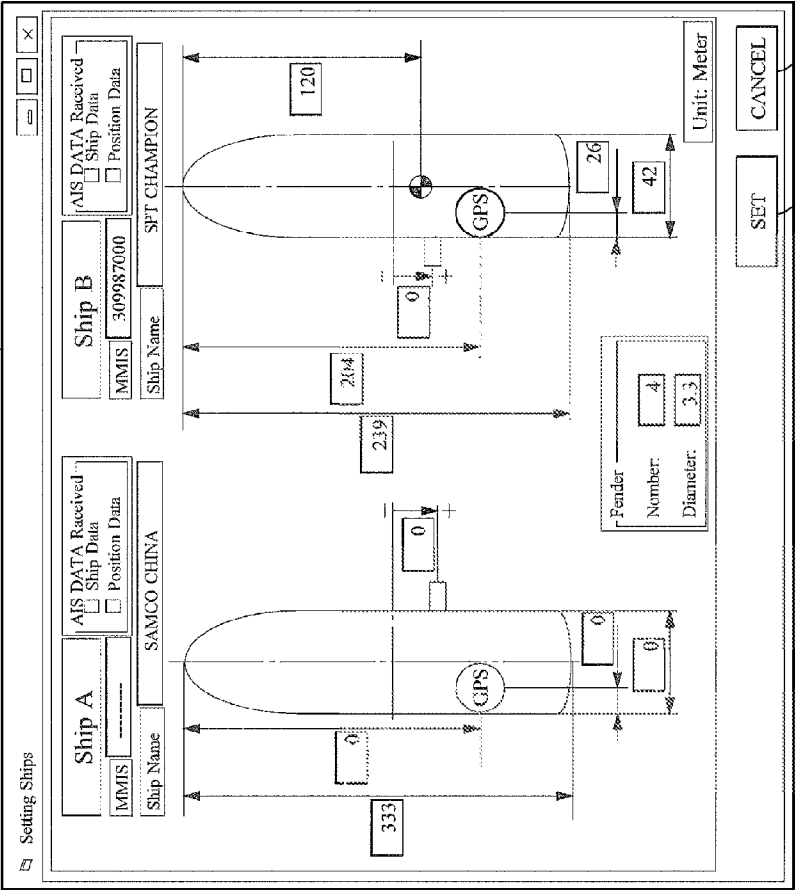 Setting Ships
Ship A
AIS DATA Raceived
Ship Data
Position Data
MMIS
--------
Ship Name
SAMCO CHINA
333
0
GPS
0
0
0
−
+
Ship B
AIS DATA Raceived
Ship Data
Position Data
MMIS
309987000
Ship Name
SPT CHAMPION
239
204
0
−
+
GPS
120
26
42
Fender
Nomber:
4
Diameter:
3.3
Unit: Meter
SET
CANCEL